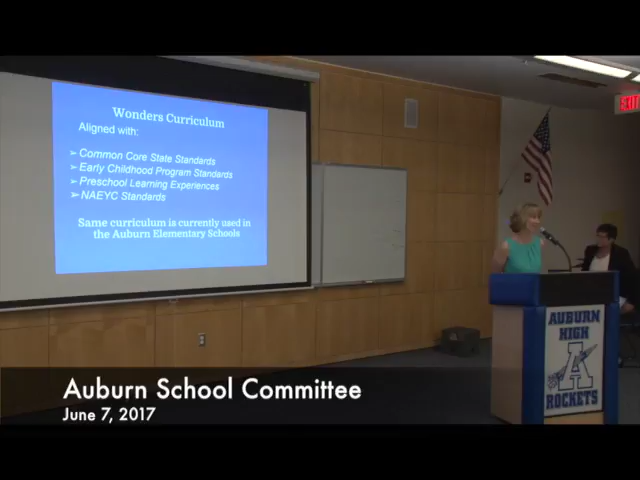 Wonders Curriculum
Aligned with:
➢Common Core State Standards
➢Early Childhood Program Standards
➢Preschool Learning Experiences
➢NAEYC Standards
Same curriculum is currently used in
the Auburn Elementary Schools
EXIT
AUBURN
HIGH
A
ROCKETS
Auburn School Committee
June 7, 2017